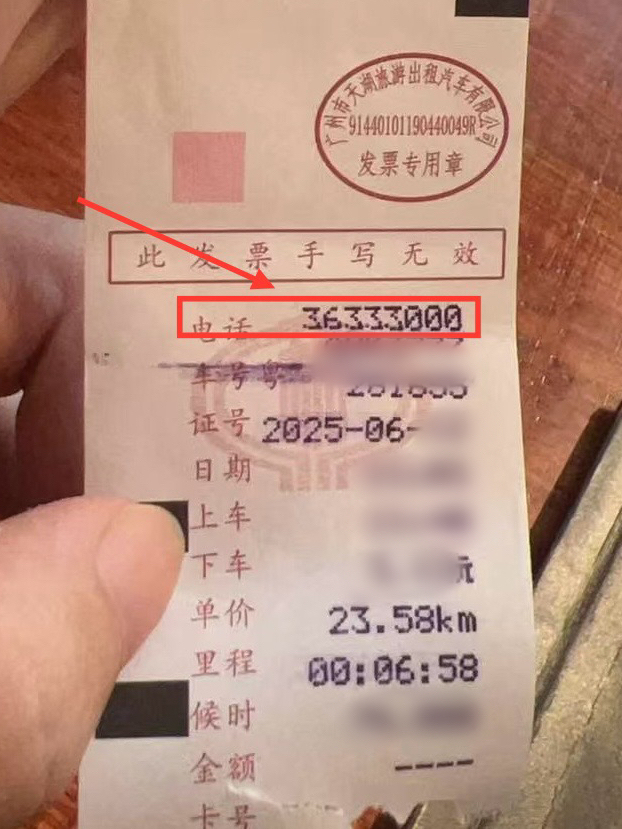 广州市天湖旅游出租汽车有限公司
91440101190440049R
发票专用章
此发票手写无效
电话 36333000
车号 粤
证号
2025-06-
日期
上车
下车 元
单价
23.58km
里程
00:06:58
候时
金额
----
卡号